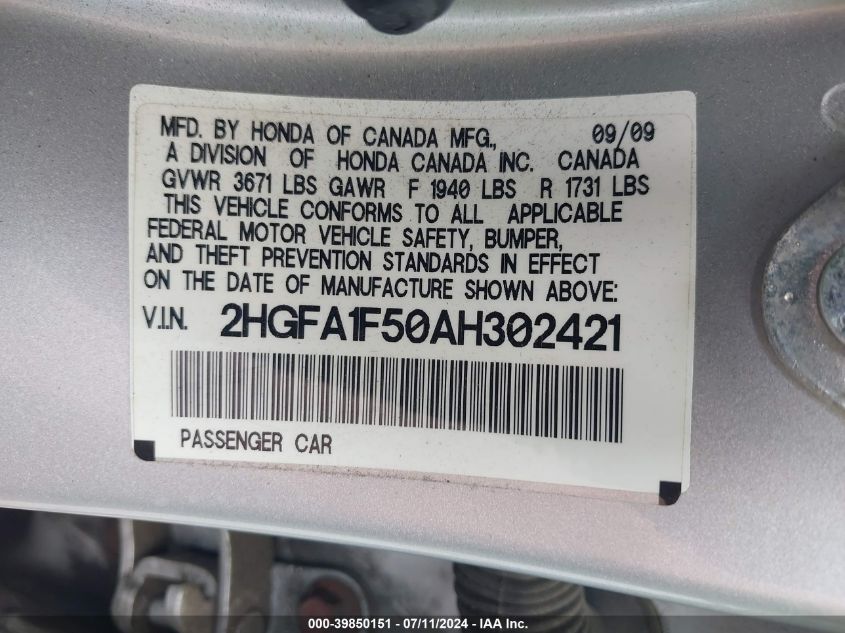 MFD. BY HONDA OF CANADA MFG., 09/09
A DIVISION OF HONDA CANADA INC. CANADA
GVWR 3671 LBS GAWR F 1940 LBS R 1731 LBS
THIS VEHICLE CONFORMS TO ALL APPLICABLE
FEDERAL MOTOR VEHICLE SAFETY, BUMPER,
AND THEFT PREVENTION STANDARDS IN EFFECT
ON THE DATE OF MANUFACTURE SHOWN ABOVE:
V.I.N. 2HGFA1F50AH302421
PASSENGER CAR
000-39850151 - 07/11/2024 - IAA Inc.